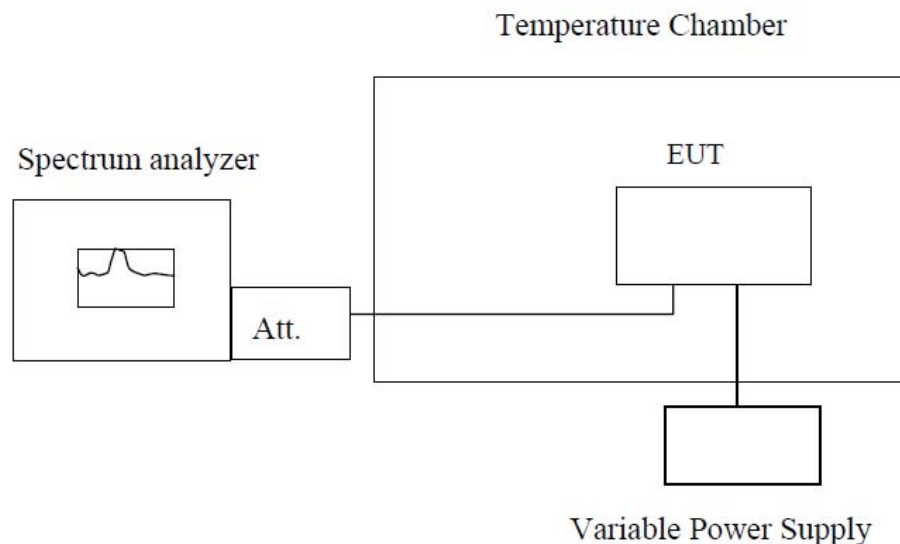 Temperature Chamber
Spectrum analyzer
EUT
Att.
Variable Power Supply